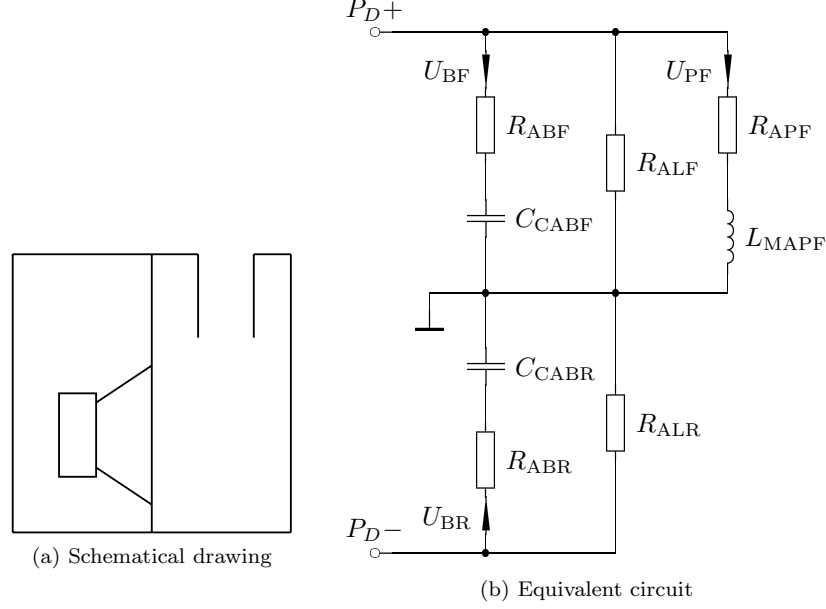 P_D+
U_BF
U_PF
R_ABF
R_APF
R_ALF
C_CABF
L_MAPF
C_CABR
R_ALR
R_ABR
U_BR
P_D−
(a) Schematical drawing
(b) Equivalent circuit